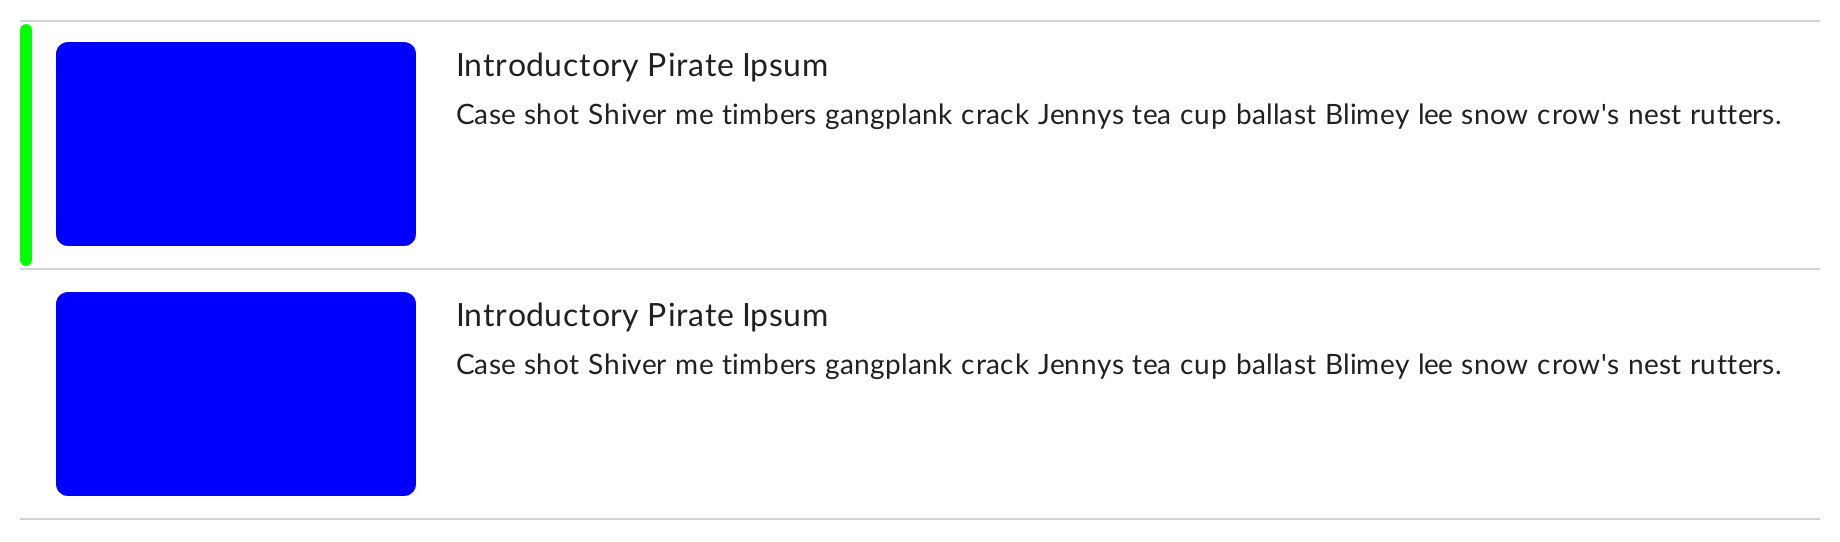 Introductory Pirate Ipsum
Case shot Shiver me timbers gangplank crack Jennys tea cup ballast Blimey lee snow crow's nest rutters.
Introductory Pirate Ipsum
Case shot Shiver me timbers gangplank crack Jennys tea cup ballast Blimey lee snow crow's nest rutters.